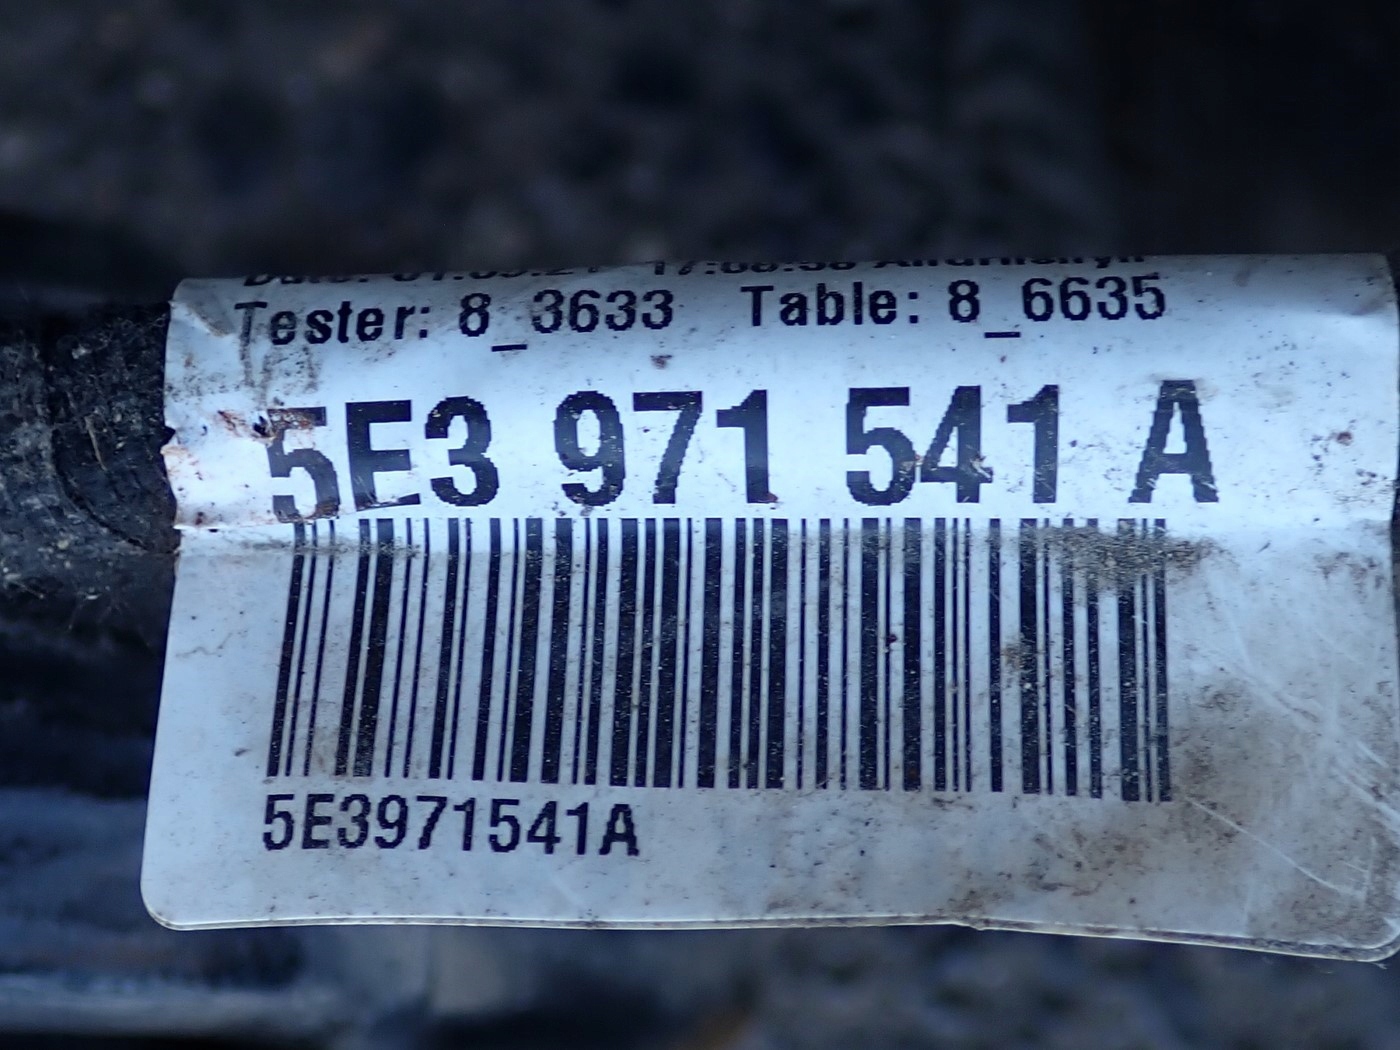 Tester: 8_3633 Table: 8_6635
5E3 971 541 A
5E3971541A